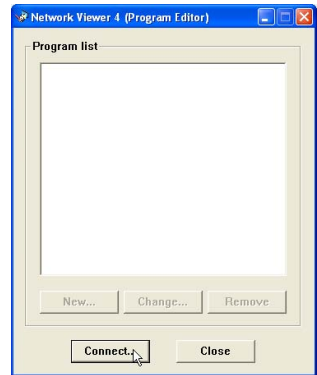 Network Viewer 4 (Program Editor)
Program list
New... Change... Remove
Connect... Close